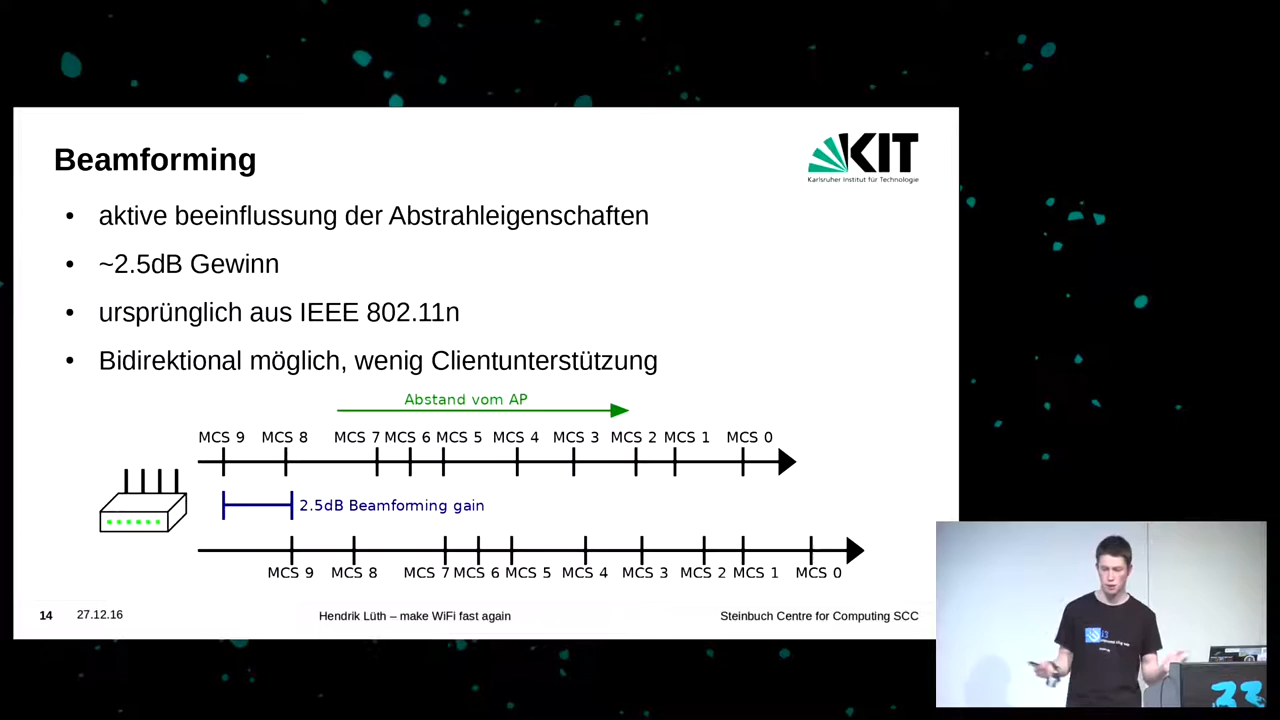 Beamforming
KIT
Karlsruher Institut für Technologie
• aktive beeinflussung der Abstrahleigenschaften
• ~2.5dB Gewinn
• ursprünglich aus IEEE 802.11n
• Bidirektional möglich, wenig Clientunterstützung
Abstand vom AP
MCS 9 MCS 8 MCS 7 MCS 6 MCS 5 MCS 4 MCS 3 MCS 2 MCS 1 MCS 0
2.5dB Beamforming gain
MCS 9 MCS 8 MCS 7 MCS 6 MCS 5 MCS 4 MCS 3 MCS 2 MCS 1 MCS 0
14 27.12.16 Hendrik Lüth – make WiFi fast again Steinbuch Centre for Computing SCC
33